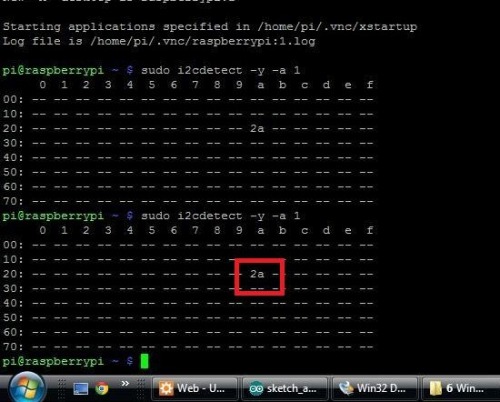 Starting applications specified in /home/pi/.vnc/xstartup
Log file is /home/pi/.vnc/raspberrypi:1.log
pi@raspberrypi ~ $ sudo i2cdetect -y -a 1
     0  1  2  3  4  5  6  7  8  9  a  b  c  d  e  f
00: -- -- -- -- -- -- -- -- -- -- -- -- -- -- -- --
10: -- -- -- -- -- -- -- -- -- -- -- -- -- -- -- --
20: -- -- -- -- -- -- -- -- -- -- 2a -- -- -- -- --
30: -- -- -- -- -- -- -- -- -- -- -- -- -- -- -- --
40: -- -- -- -- -- -- -- -- -- -- -- -- -- -- -- --
50: -- -- -- -- -- -- -- -- -- -- -- -- -- -- -- --
60: -- -- -- -- -- -- -- -- -- -- -- -- -- -- -- --
70: -- -- -- -- -- -- -- -- -- -- -- -- -- -- -- --
pi@raspberrypi ~ $ sudo i2cdetect -y -a 1
     0  1  2  3  4  5  6  7  8  9  a  b  c  d  e  f
00: -- -- -- -- -- -- -- -- -- -- -- -- -- -- -- --
10: -- -- -- -- -- -- -- -- -- -- -- -- -- -- -- --
20: -- -- -- -- -- -- -- -- -- -- 2a -- -- -- -- --
30: -- -- -- -- -- -- -- -- -- -- -- -- -- -- -- --
40: -- -- -- -- -- -- -- -- -- -- -- -- -- -- -- --
50: -- -- -- -- -- -- -- -- -- -- -- -- -- -- -- --
60: -- -- -- -- -- -- -- -- -- -- -- -- -- -- -- --
70: -- -- -- -- -- -- -- -- -- -- -- -- -- -- -- --
pi@raspberrypi ~ $
» Web - U... sketch_a... Win32 D... 6 Win